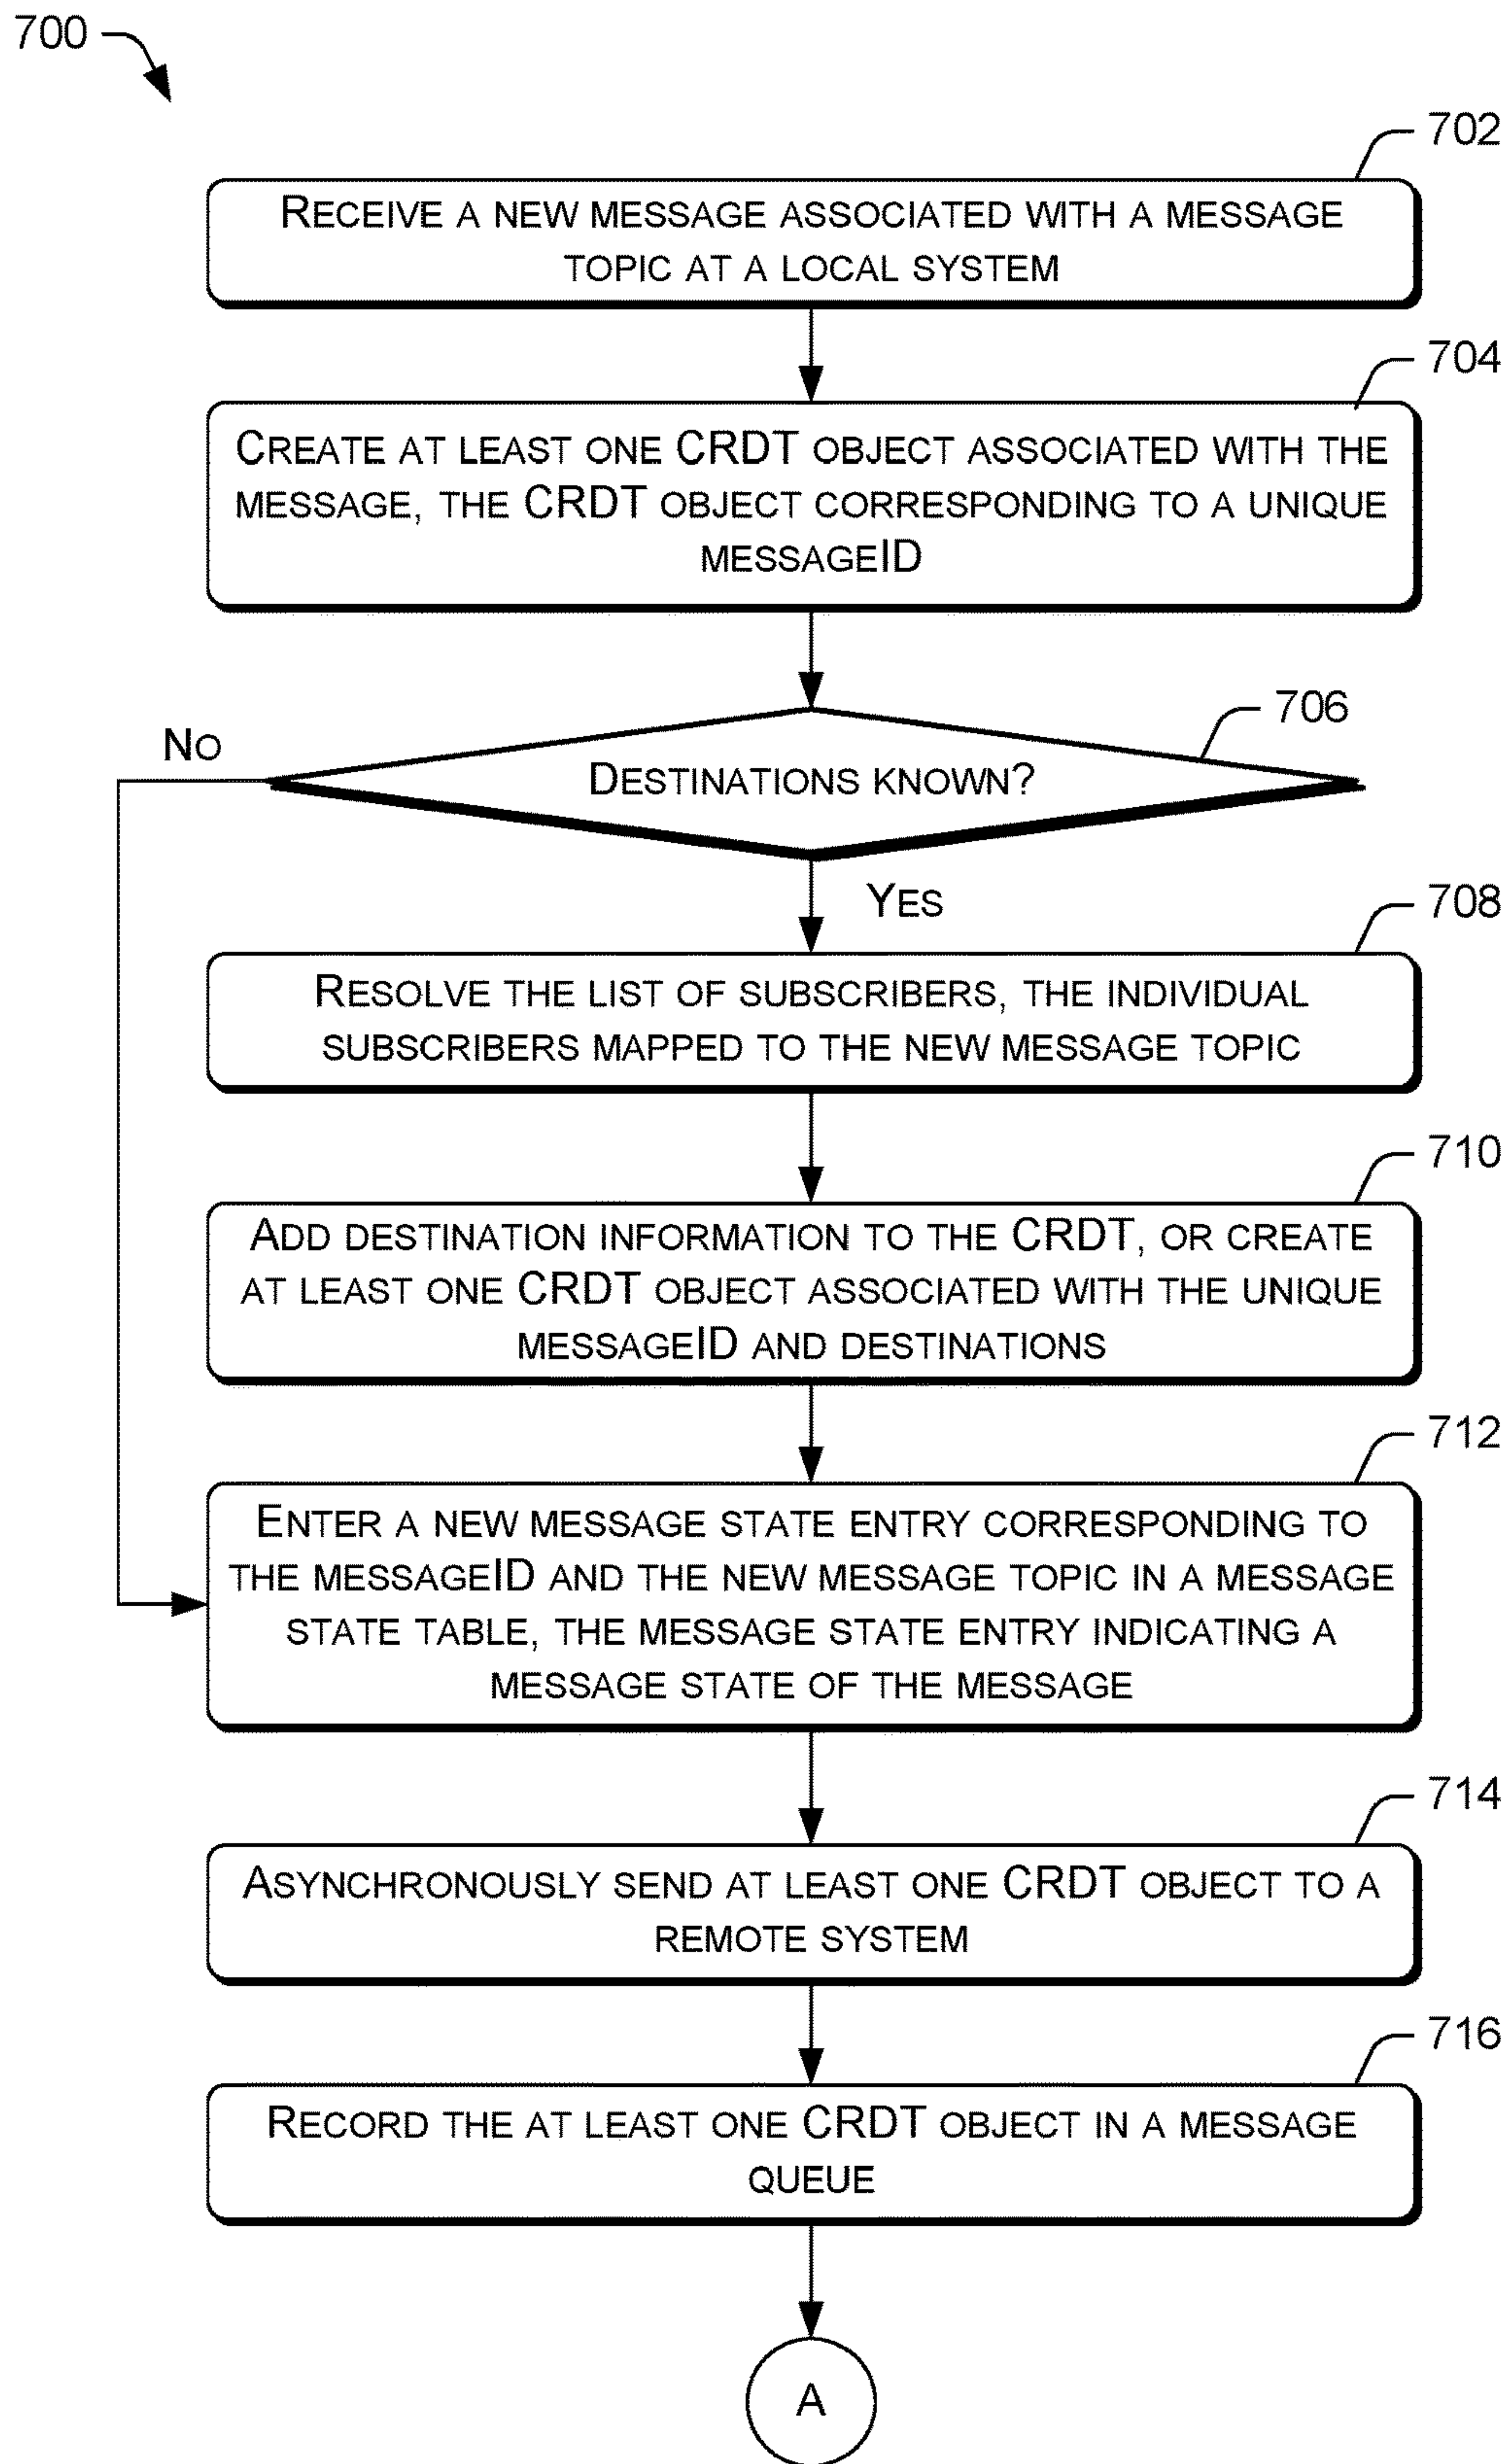 700
702
RECEIVE A NEW MESSAGE ASSOCIATED WITH A MESSAGE
TOPIC AT A LOCAL SYSTEM
704
CREATE AT LEAST ONE CRDT OBJECT ASSOCIATED WITH THE
MESSAGE, THE CRDT OBJECT CORRESPONDING TO A UNIQUE
MESSAGEID
706
NO
DESTINATIONS KNOWN?
YES
708
RESOLVE THE LIST OF SUBSCRIBERS, THE INDIVIDUAL
SUBSCRIBERS MAPPED TO THE NEW MESSAGE TOPIC
710
ADD DESTINATION INFORMATION TO THE CRDT, OR CREATE
AT LEAST ONE CRDT OBJECT ASSOCIATED WITH THE UNIQUE
MESSAGEID AND DESTINATIONS
712
ENTER A NEW MESSAGE STATE ENTRY CORRESPONDING TO
THE MESSAGEID AND THE NEW MESSAGE TOPIC IN A MESSAGE
STATE TABLE, THE MESSAGE STATE ENTRY INDICATING A
MESSAGE STATE OF THE MESSAGE
714
ASYNCHRONOUSLY SEND AT LEAST ONE CRDT OBJECT TO A
REMOTE SYSTEM
716
RECORD THE AT LEAST ONE CRDT OBJECT IN A MESSAGE
QUEUE
A